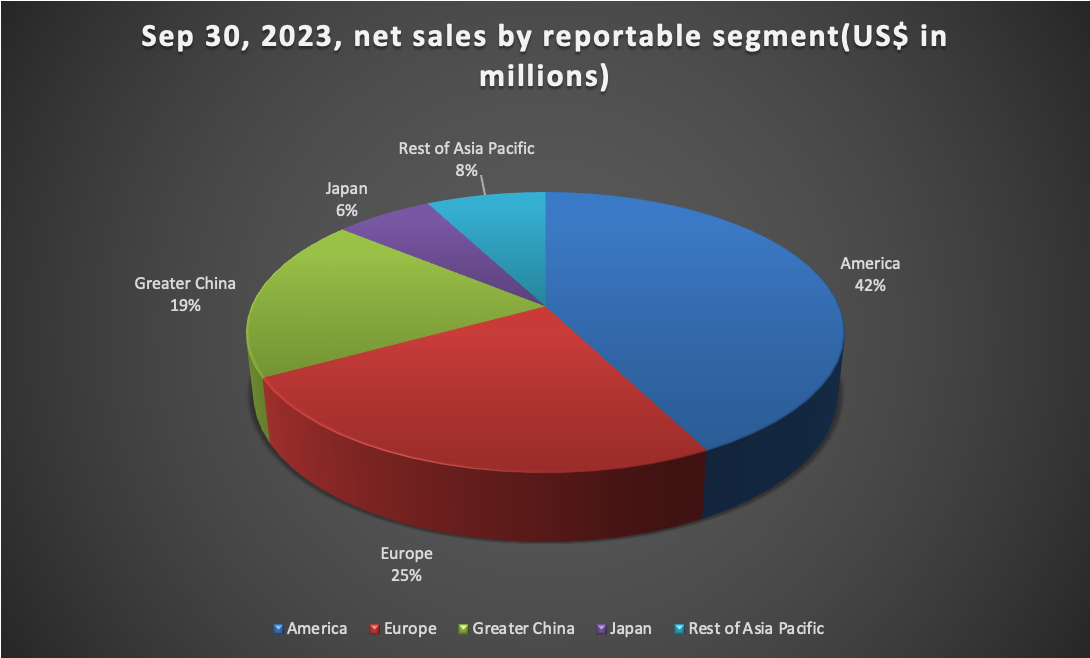 Sep 30, 2023, net sales by reportable segment(US$ in
millions)
Rest of Asia Pacific
8%
Japan
6%
America
42%
Greater China
19%
Europe
25%
America Europe Greater China Japan Rest of Asia Pacific